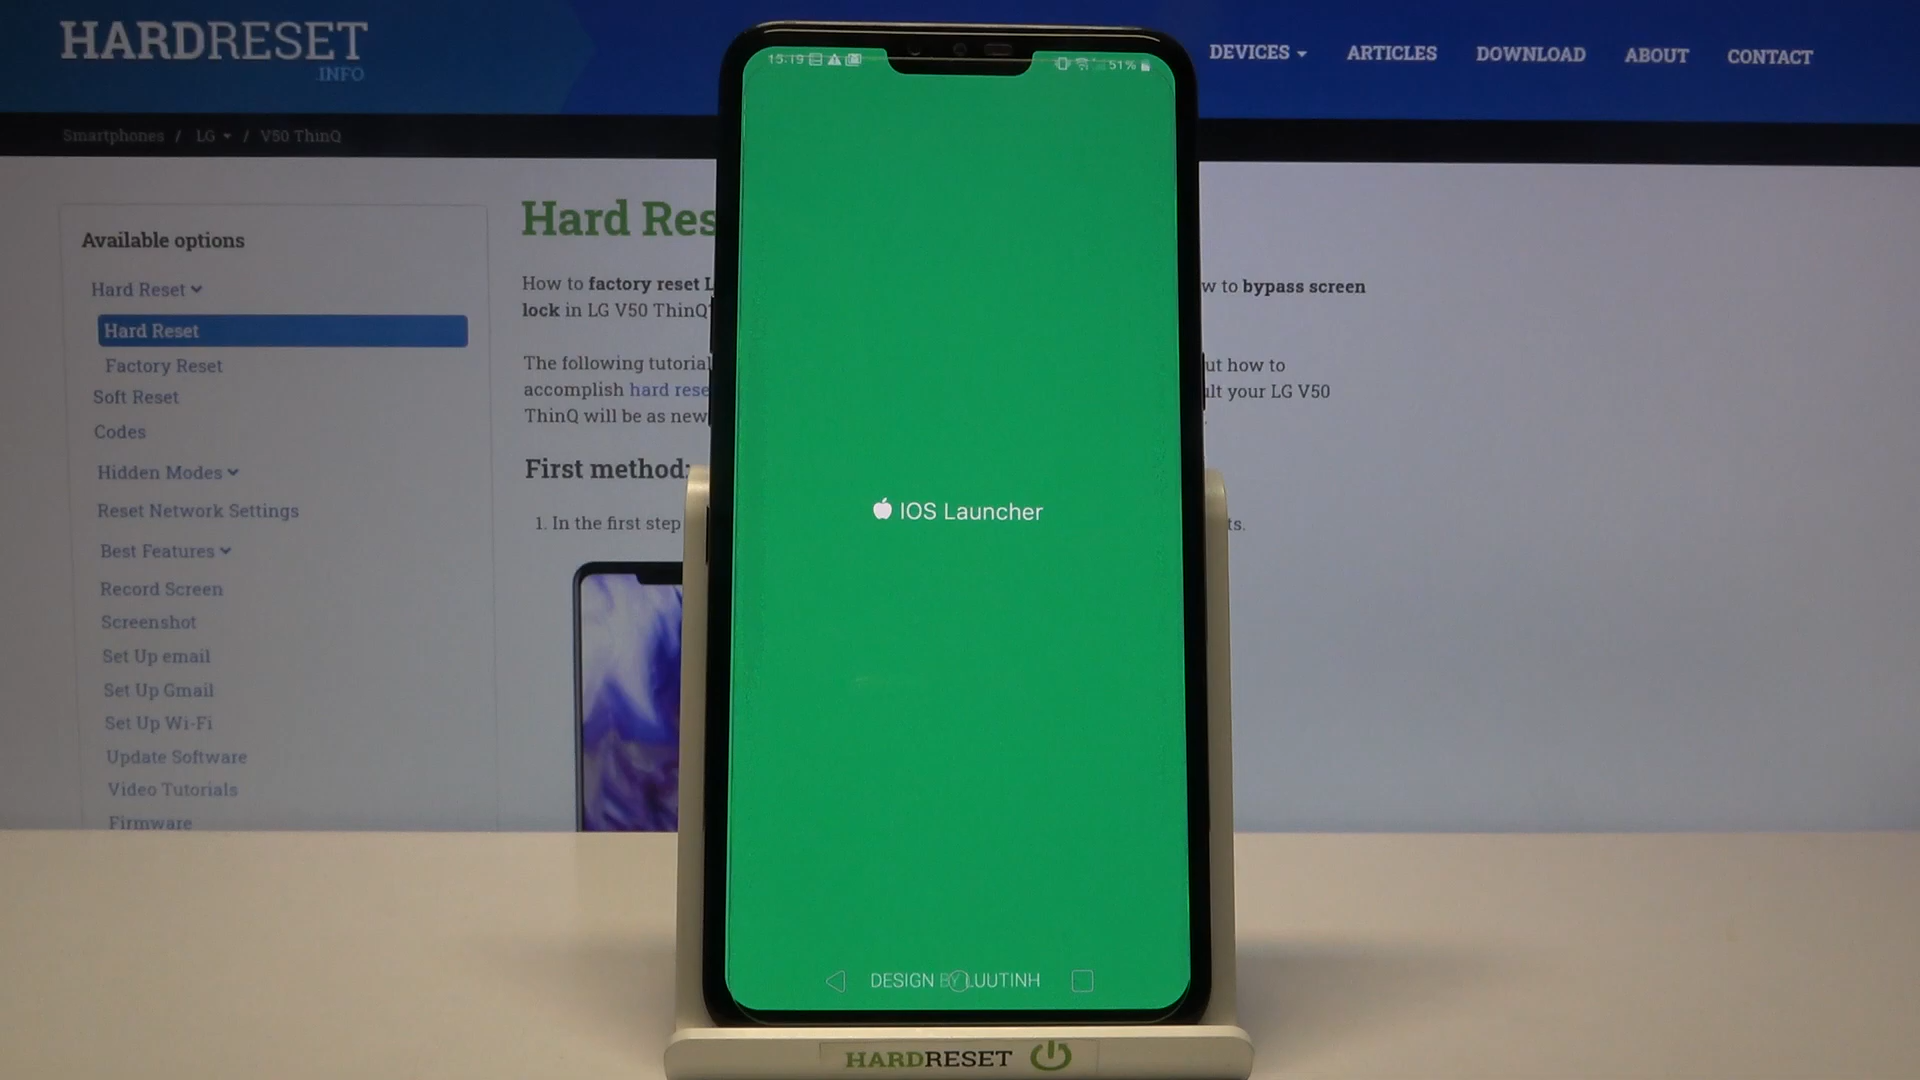 HARDRESET
.INFO
DEVICES
ARTICLES
DOWNLOAD
ABOUT
CONTACT
Smartphones / LG / V50 ThinQ
Available options
Hard Reset
Hard Reset
Factory Reset
Soft Reset
Codes
Hidden Modes
Reset Network Settings
Best Features
Record Screen
Screenshot
Set Up email
Set Up Gmail
Set Up Wi-Fi
Update Software
Video Tutorials
Firmware
Hard Res
How to factory reset L
w to bypass screen
lock in LG V50 ThinQ
The following tutorial
ut how to
accomplish hard rese
ult your LG V50
ThinQ will be as new
First method:
1. In the first step
ts.
15:19
51%
IOS Launcher
DESIGN BY LUUTINH
HARDRESET